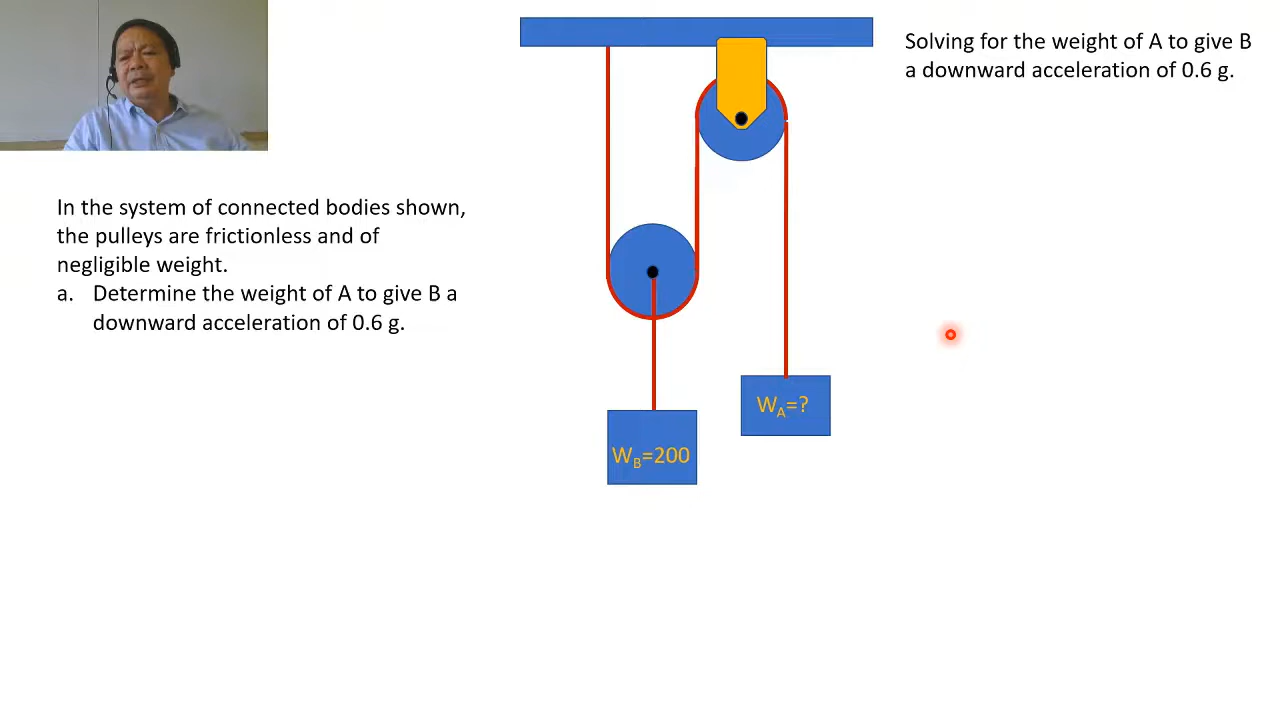 Solving for the weight of A to give B
a downward acceleration of 0.6 g.
In the system of connected bodies shown,
the pulleys are frictionless and of
negligible weight.
a. Determine the weight of A to give B a
downward acceleration of 0.6 g.
W_A=?
W_B=200